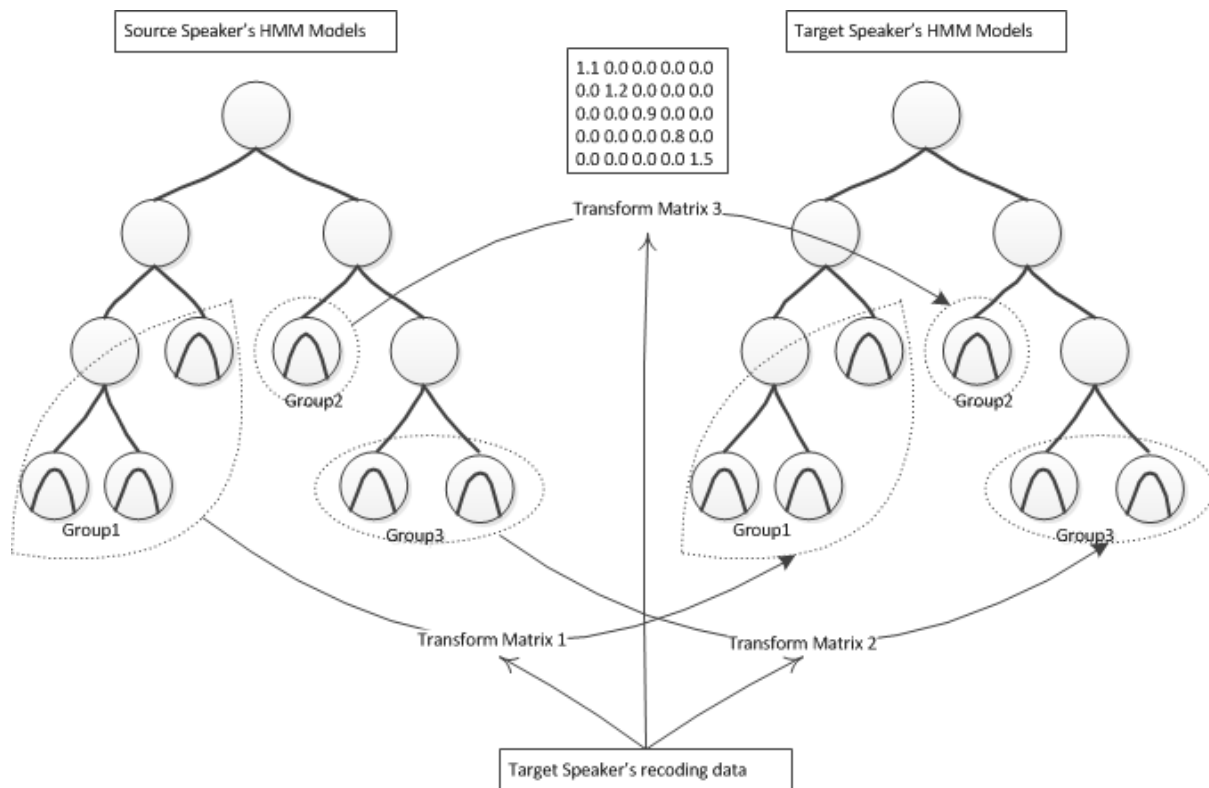 Source Speaker's HMM Models
Target Speaker's HMM Models
1.1 0.0 0.0 0.0 0.0
0.0 1.2 0.0 0.0 0.0
0.0 0.0 0.9 0.0 0.0
0.0 0.0 0.0 0.8 0.0
0.0 0.0 0.0 0.0 1.5
Transform Matrix 3
Group2
Group2
Group1
Group3
Group1
Group3
Transform Matrix 1
Transform Matrix 2
Target Speaker's recoding data